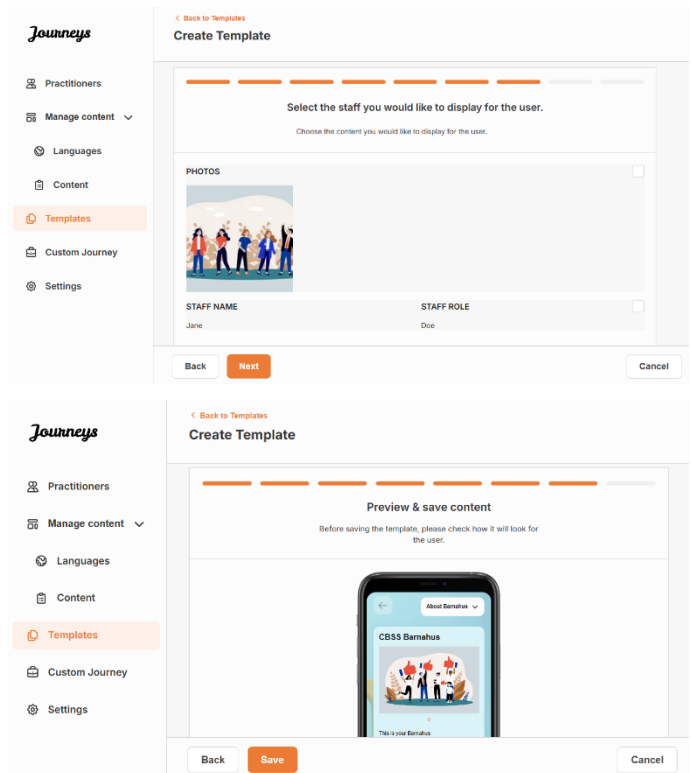 Journeys
< Back to Templates
Create Template
Practitioners
Manage content
Languages
Content
Templates
Custom Journey
Settings
Select the staff you would like to display for the user.
Choose the content you would like to display for the user.
PHOTOS
STAFF NAME STAFF ROLE
Jane Doe
Back Next Cancel
Journeys
< Back to Templates
Create Template
Practitioners
Manage content
Languages
Content
Templates
Custom Journey
Settings
Preview & save content
Before saving the template, please check how it will look for
the user.
About Barnahus
CBSS Barnahus
This is your Barnahus
Back Save Cancel